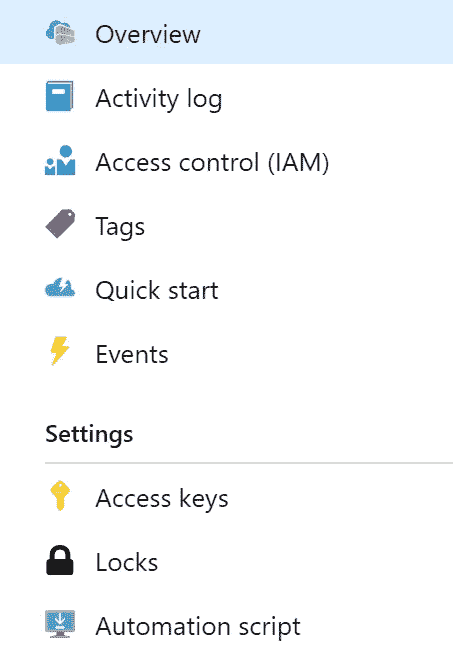 Overview
Activity log
Access control (IAM)
Tags
Quick start
Events
Settings
Access keys
Locks
Automation script